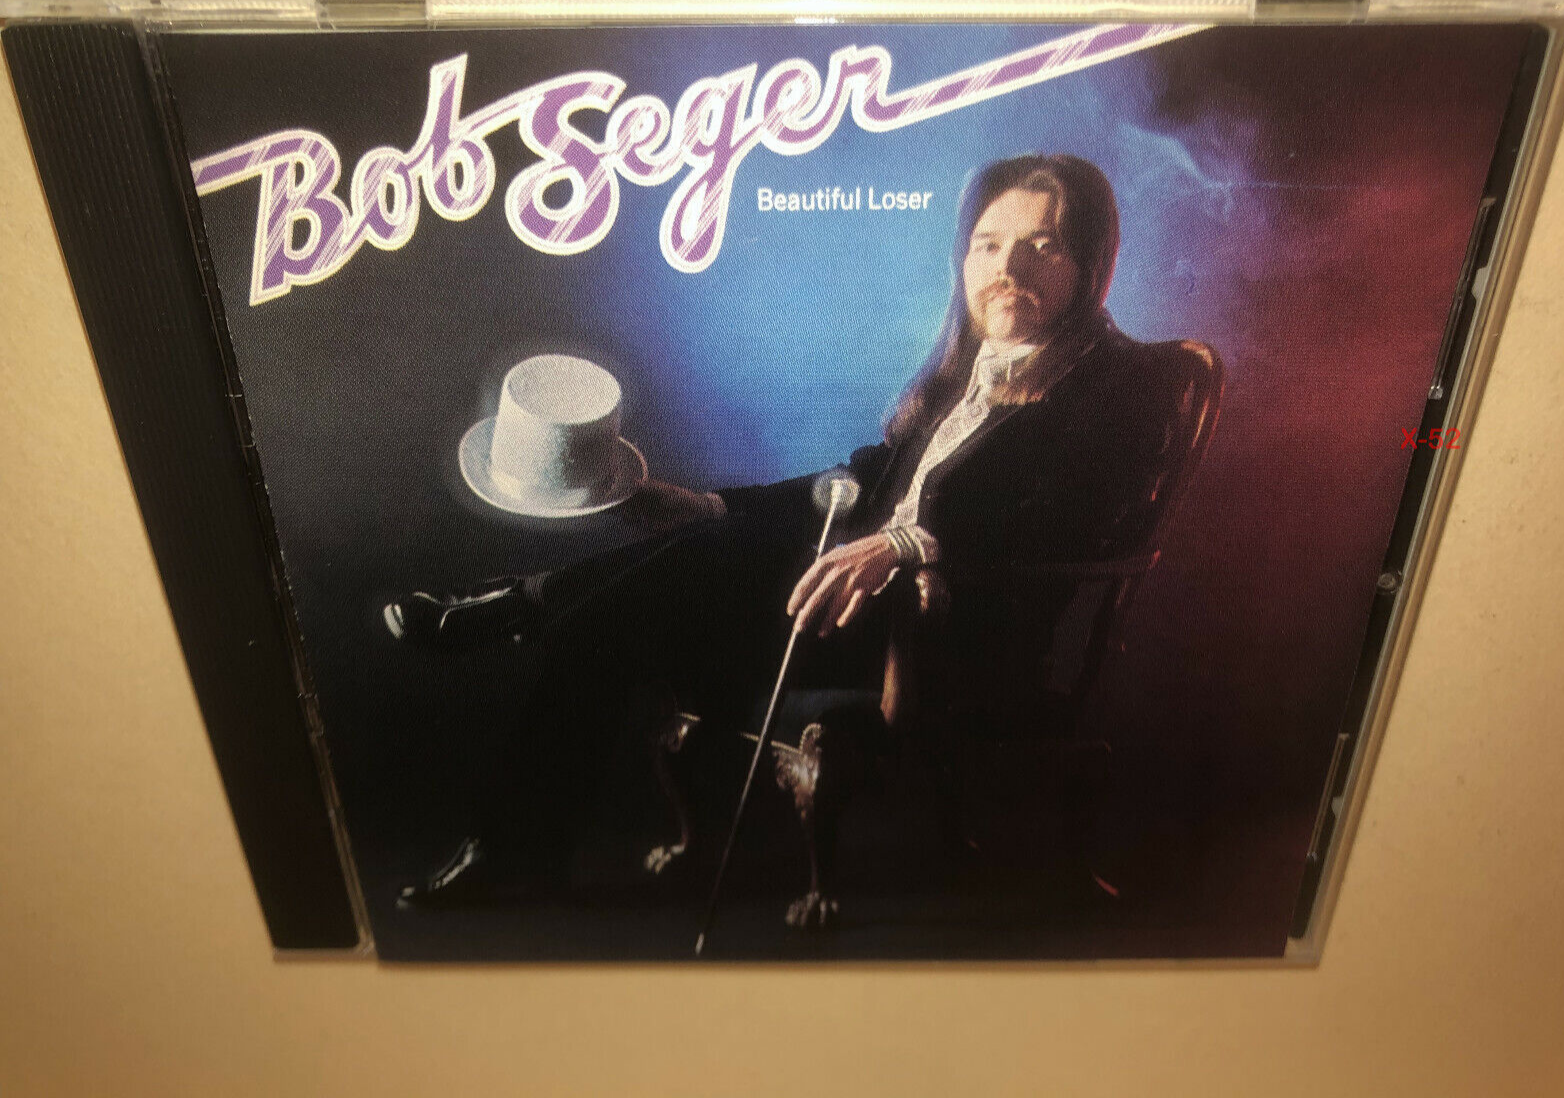 Bob Seger
Beautiful Loser
X-52